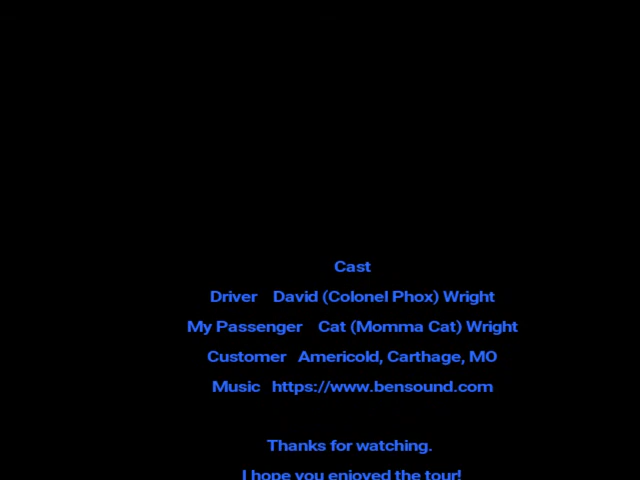 Cast
Driver David (Colonel Phox) Wright
My Passenger Cat (Momma Cat) Wright
Customer Americold, Carthage, MO
Music https://www.bensound.com
Thanks for watching.
I hope you enjoyed the tour!